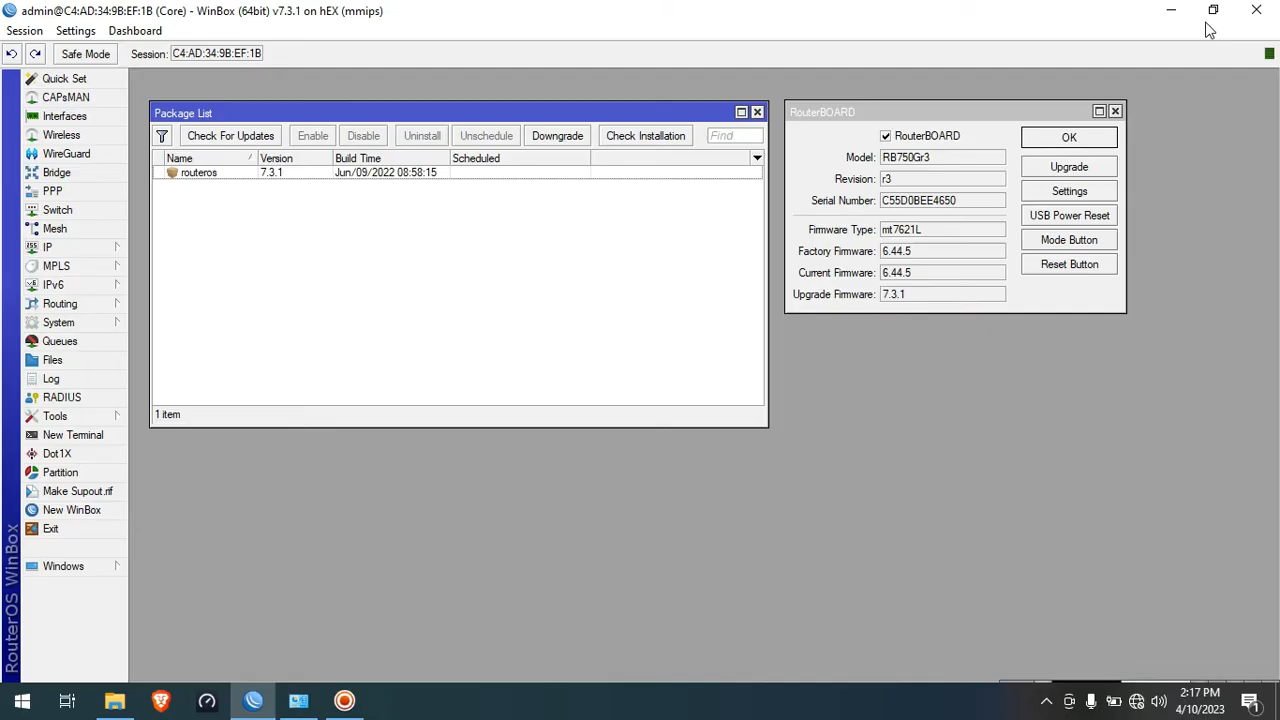 admin@C4:AD:34:9B:EF:1B (Core) - WinBox (64bit) v7.3.1 on hEX (mmips)
Session Settings Dashboard
Safe Mode Session: C4:AD:34:9B:EF:1B
Quick Set
CAPsMAN
Interfaces
Wireless
WireGuard
Bridge
PPP
Switch
Mesh
IP
MPLS
IPv6
Routing
System
Queues
Files
Log
RADIUS
Tools
New Terminal
Dot1X
Partition
Make Supout.rif
New WinBox
Exit
Windows
RouterOS WinBox
Package List
Check For Updates Enable Disable Uninstall Unschedule Downgrade Check Installation Find
Name Version Build Time Scheduled
routeros 7.3.1 Jun/09/2022 08:58:15
1 item
RouterBOARD
RouterBOARD
Model: RB750Gr3
Revision: r3
Serial Number: C55D0BEE4650
Firmware Type: mt7621L
Factory Firmware: 6.44.5
Current Firmware: 6.44.5
Upgrade Firmware: 7.3.1
OK
Upgrade
Settings
USB Power Reset
Mode Button
Reset Button
2:17 PM
4/10/2023
1